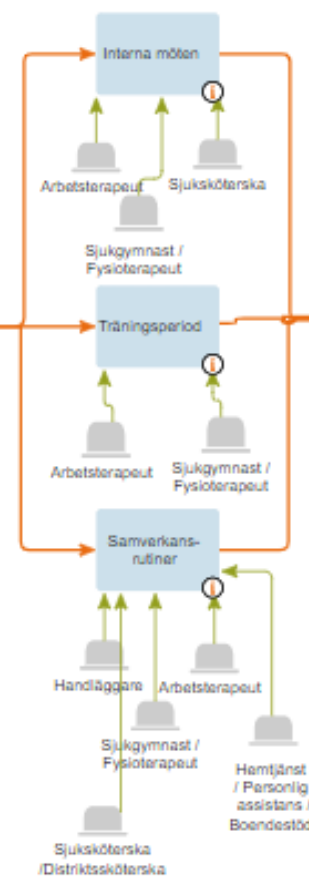 Interna möten
Arbetsterapeut
Sjuksköterska
Sjukgymnast /
Fysioterapeut
Träningsperiod
Arbetsterapeut
Sjukgymnast /
Fysioterapeut
Samverkans-
rutiner
Handläggare
Arbetsterapeut
Sjukgymnast /
Fysioterapeut
Hemtjänst
/ Personlig
assistans /
Boendestöd
Sjuksköterska
/Distriktssköterska